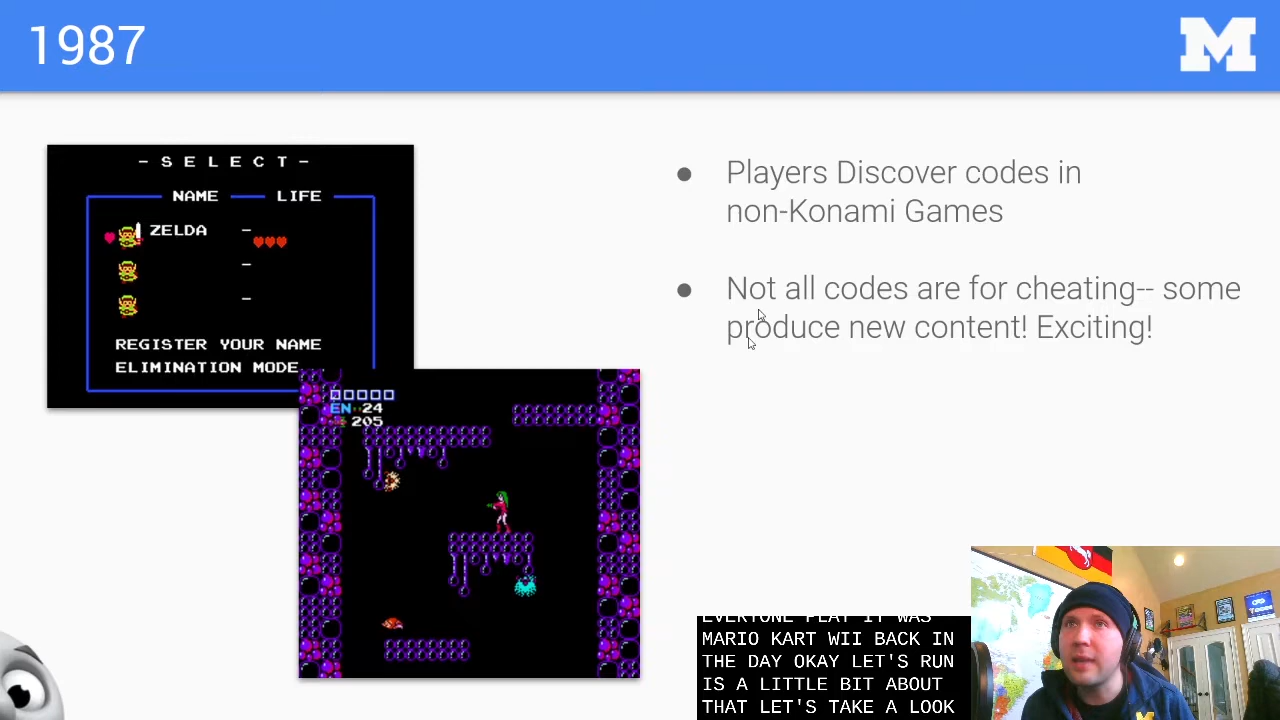 1987
M
- S E L E C T -
NAME LIFE
ZELDA -
-
-
REGISTER YOUR NAME
ELIMINATION MODE
EN··24
205
● Players Discover codes in
non-Konami Games
● Not all codes are for cheating-- some
produce new content! Exciting!
EVERYONE PLAY IT WAS
MARIO KART WII BACK IN
THE DAY OKAY LET'S RUN
IS A LITTLE BIT ABOUT
THAT LET'S TAKE A LOOK
M